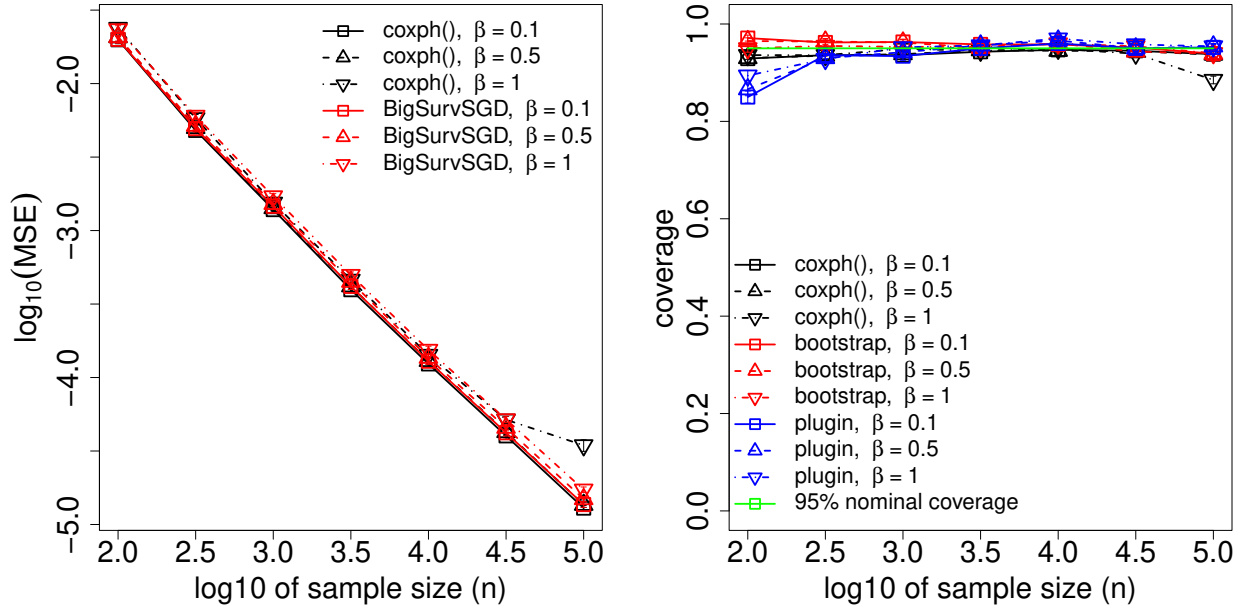 log10(MSE)
-2.0
-3.0
-4.0
-5.0
coxph(), β = 0.1
coxph(), β = 0.5
coxph(), β = 1
BigSurvSGD, β = 0.1
BigSurvSGD, β = 0.5
BigSurvSGD, β = 1
2.0 2.5 3.0 3.5 4.0 4.5 5.0
log10 of sample size (n)
coverage
1.0
0.8
0.6
0.4
0.2
0.0
coxph(), β = 0.1
coxph(), β = 0.5
coxph(), β = 1
bootstrap, β = 0.1
bootstrap, β = 0.5
bootstrap, β = 1
plugin, β = 0.1
plugin, β = 0.5
plugin, β = 1
95% nominal coverage
2.0 2.5 3.0 3.5 4.0 4.5 5.0
log10 of sample size (n)